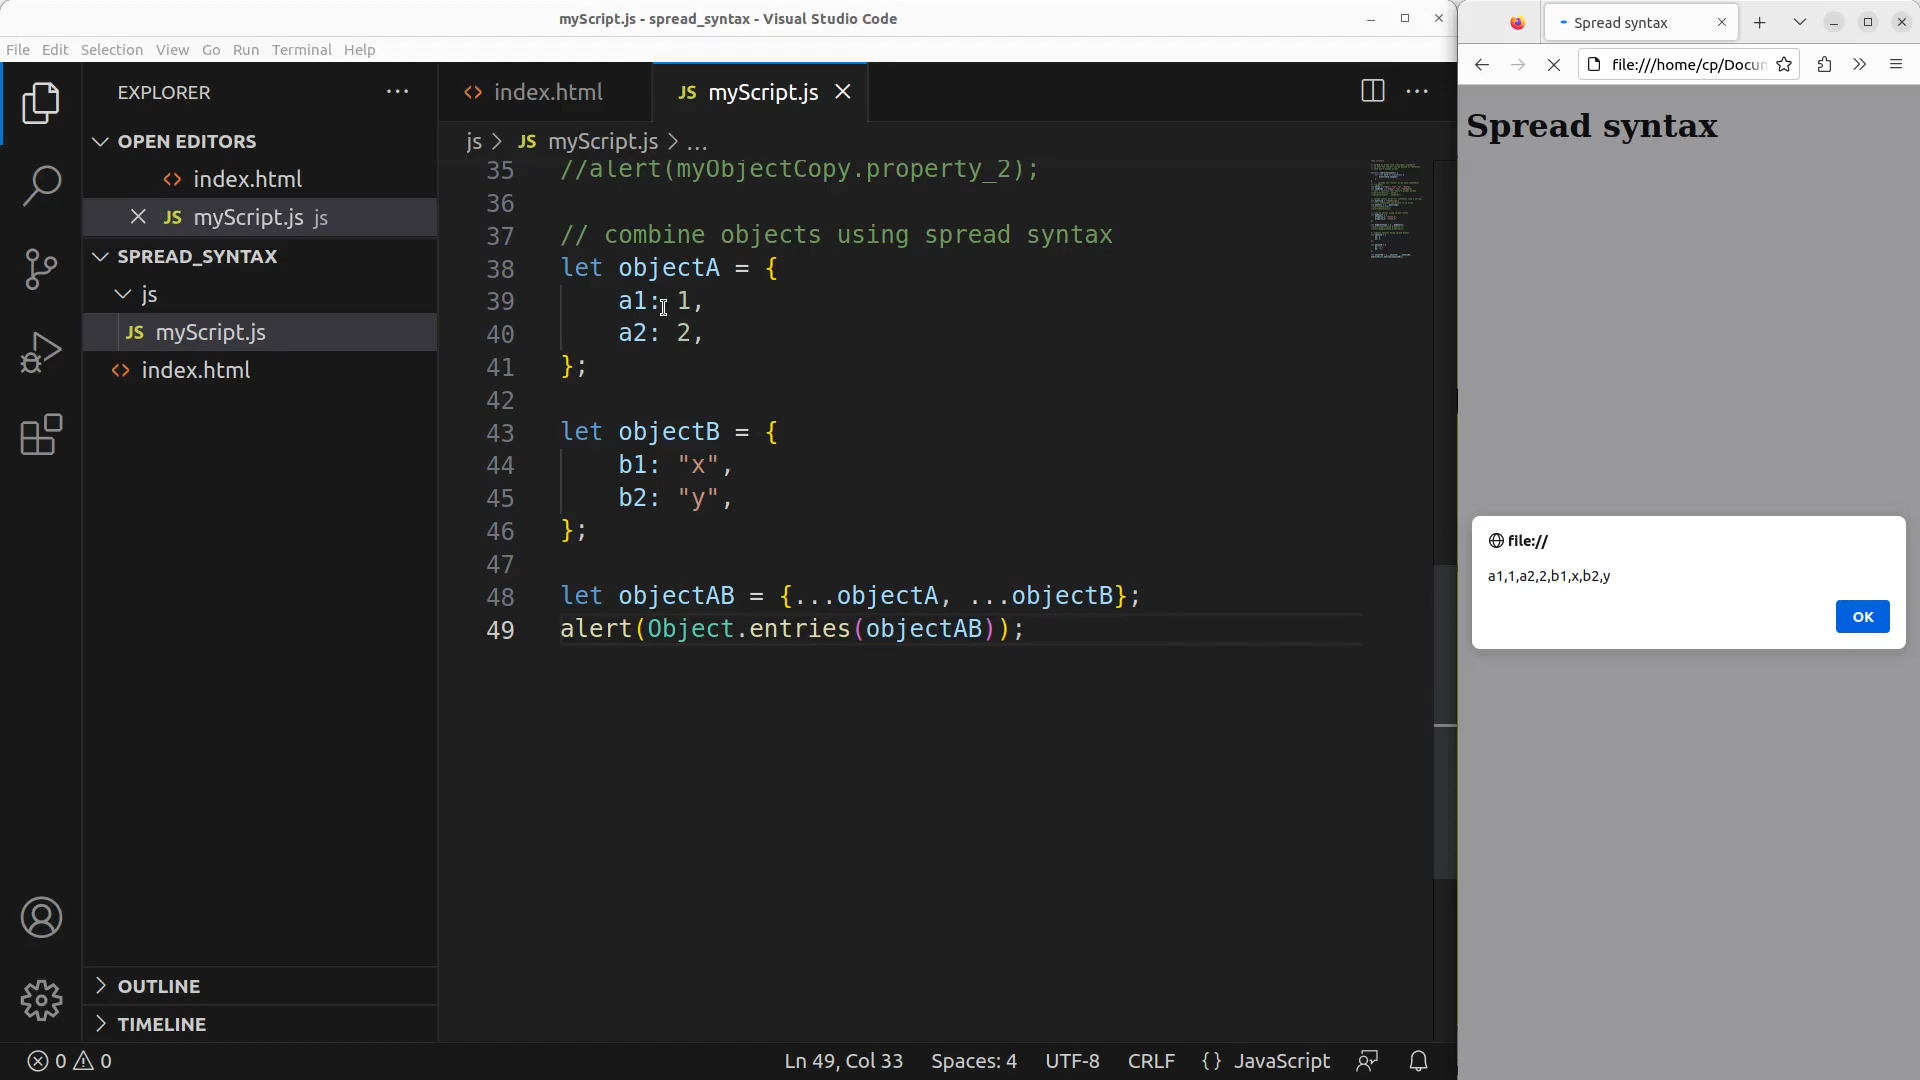 myScript.js - spread_syntax - Visual Studio Code
File Edit Selection View Go Run Terminal Help
EXPLORER
OPEN EDITORS
index.html
myScript.js js
SPREAD_SYNTAX
js
JS myScript.js
index.html
OUTLINE
TIMELINE
index.html
JS myScript.js
js > JS myScript.js > ...
35 //alert(myObjectCopy.property_2);
36
37 // combine objects using spread syntax
38 let objectA = {
39 a1: 1,
40 a2: 2,
41 };
42
43 let objectB = {
44 b1: "x",
45 b2: "y",
46 };
47
48 let objectAB = {...objectA, ...objectB};
49 alert(Object.entries(objectAB));
0 0
Ln 49, Col 33 Spaces: 4 UTF-8 CRLF {} JavaScript
Spread syntax
file:///home/cp/Docum
Spread syntax
file://
a1,1,a2,2,b1,x,b2,y
OK